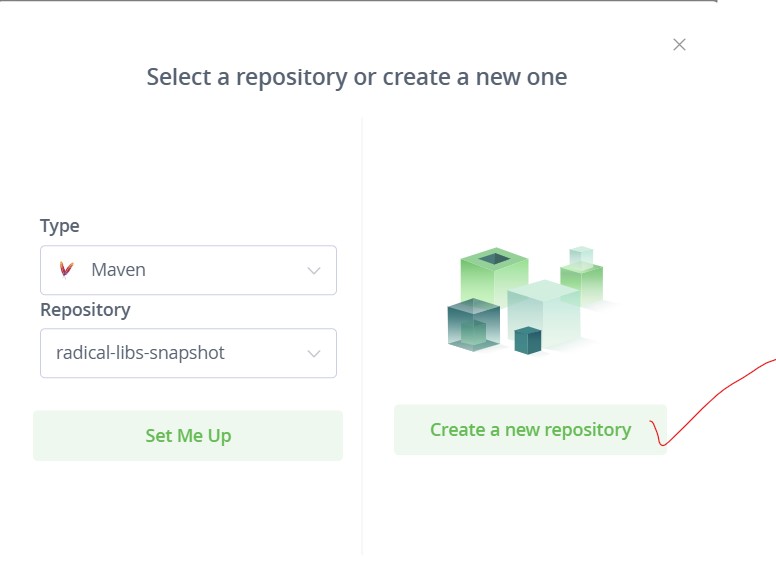 Select a repository or create a new one
Type
Maven
Repository
radical-libs-snapshot
Set Me Up
Create a new repository